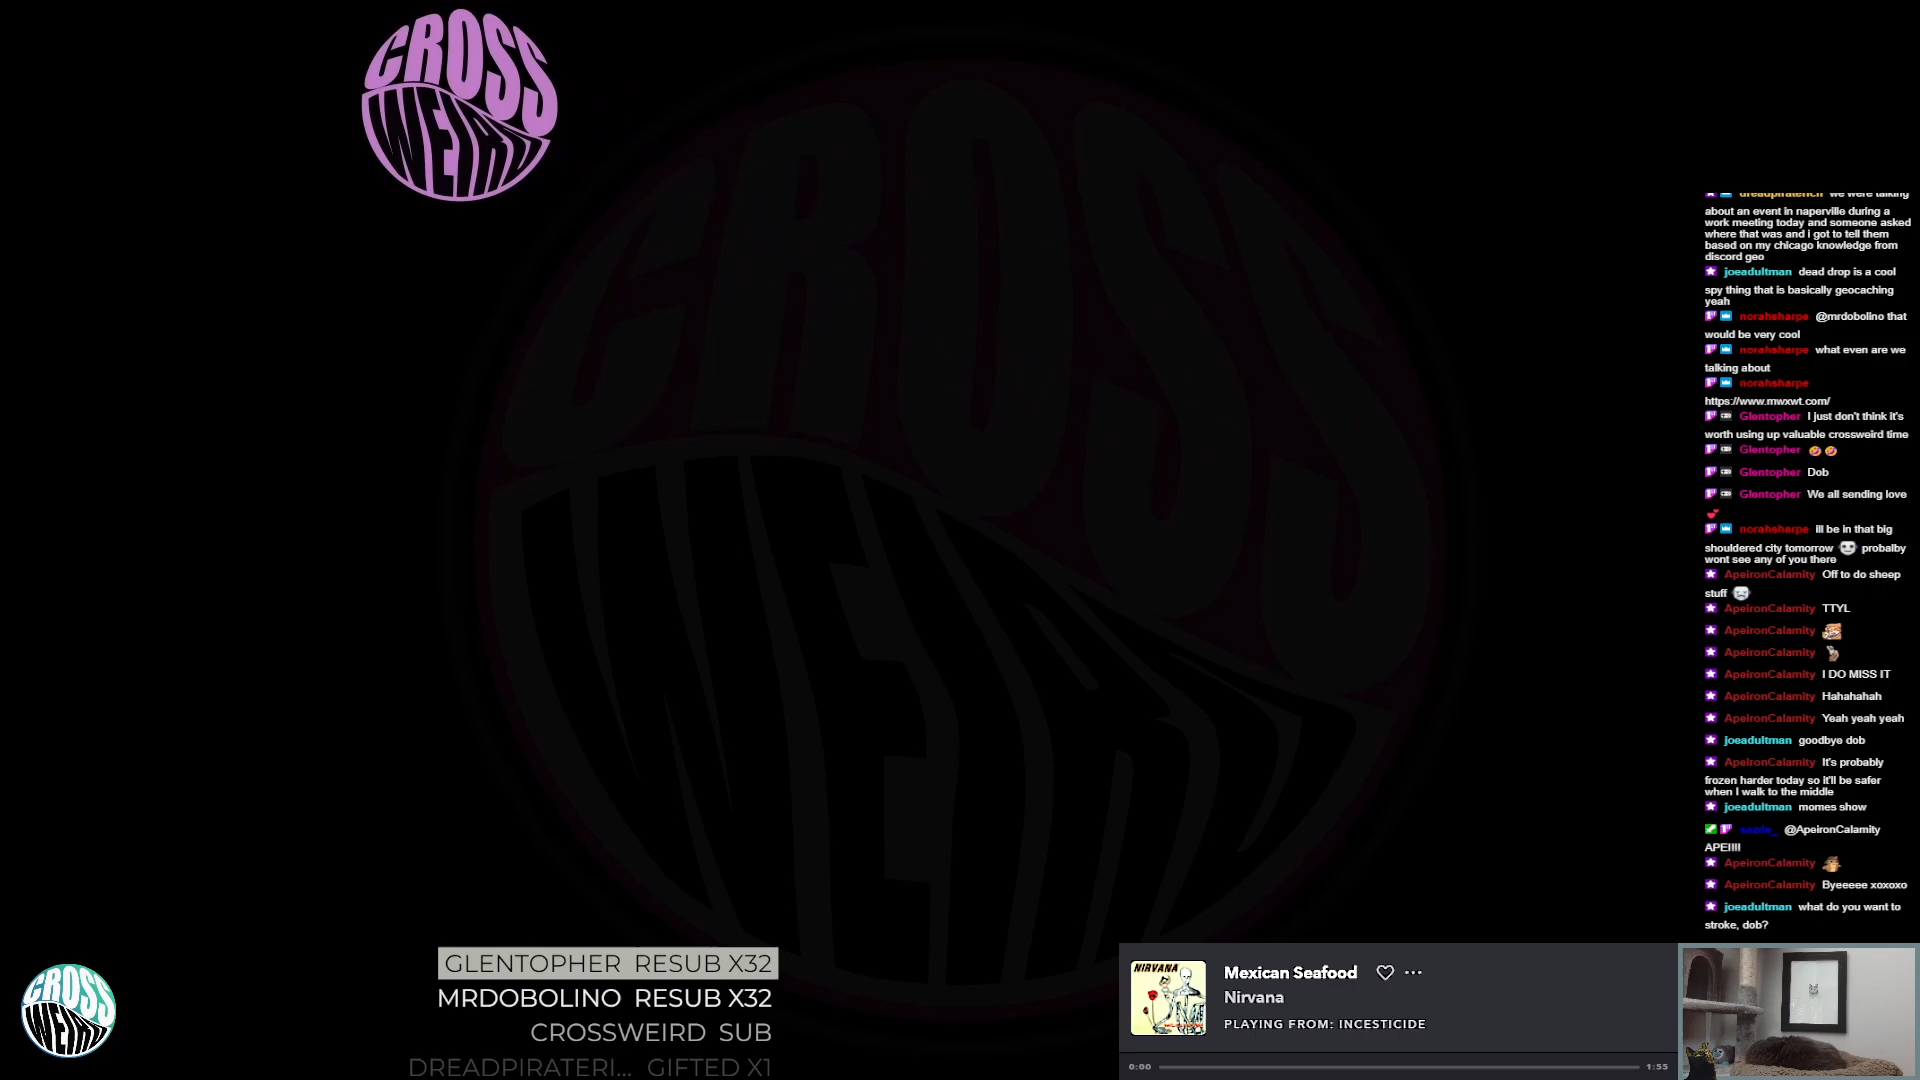 CROSS
WEIRD
CROSS
WEIRD
dreadpiraterich we were talking
about an event in naperville during a
work meeting today and someone asked
where that was and i got to tell them
based on my chicago knowledge from
discord geo
joeadultman dead drop is a cool
spy thing that is basically geocaching
yeah
norahsharpe @mrdobolino that
would be very cool
norahsharpe what even are we
talking about
norahsharpe
https://www.mwxwt.com/
Glentopher I just don't think it's
worth using up valuable crossweird time
Glentopher 🤣 🤣
Glentopher Dob
Glentopher We all sending love
💕
norahsharpe ill be in that big
shouldered city tomorrow probalby
wont see any of you there
ApeironCalamity Off to do sheep
stuff
ApeironCalamity TTYL
ApeironCalamity
ApeironCalamity
ApeironCalamity I DO MISS IT
ApeironCalamity Hahahahah
ApeironCalamity Yeah yeah yeah
joeadultman goodbye dob
ApeironCalamity It's probably
frozen harder today so it'll be safer
when I walk to the middle
joeadultman momes show
@ApeironCalamity
APEI!!!!
ApeironCalamity
ApeironCalamity Byeeeee xoxoxo
joeadultman what do you want to
stroke, dob?
GLENTOPHER RESUB X32
MRDOBOLINO RESUB X32
CROSSWEIRD SUB
DREADPIRATERI... GIFTED X1
CROSS
WEIRD
NIRVANA
Mexican Seafood
Nirvana
PLAYING FROM: INCESTICIDE
0:00
1:55